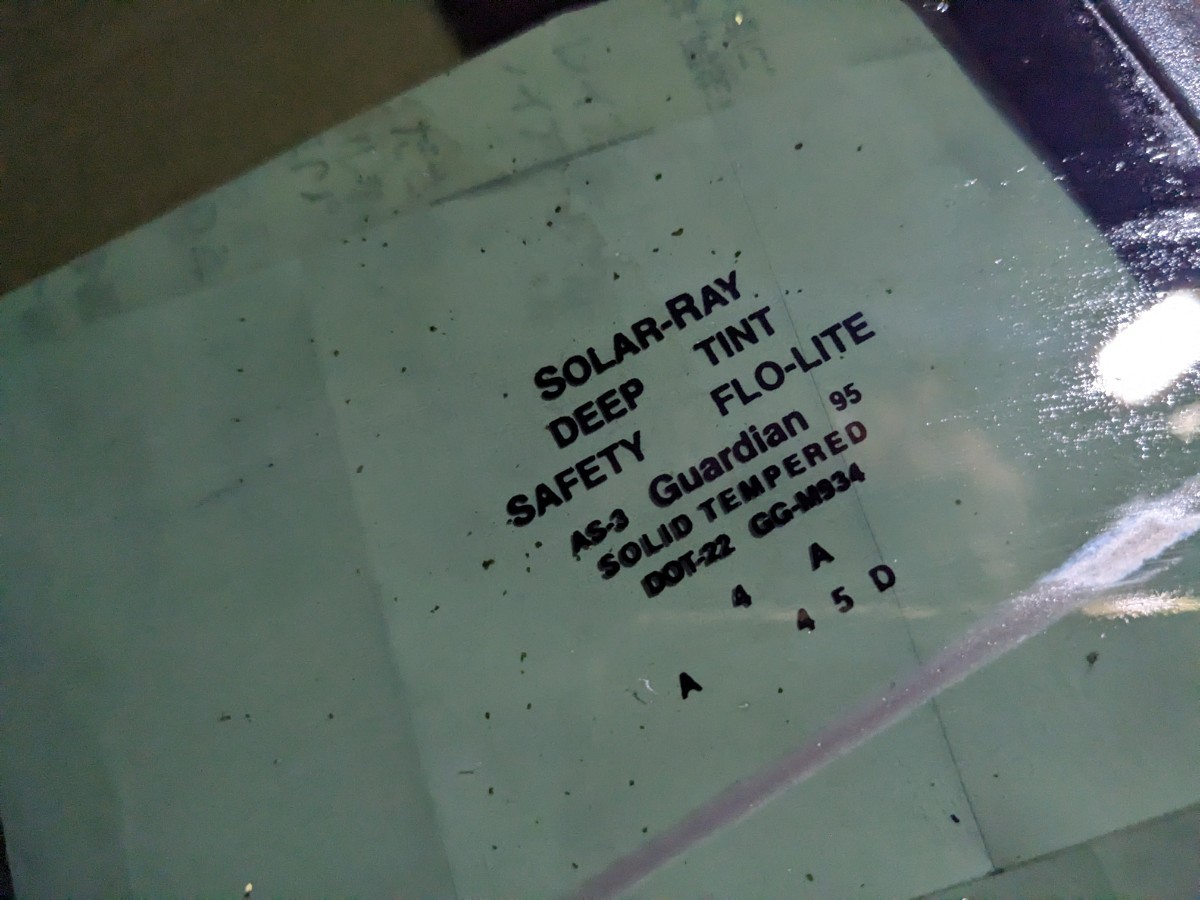 SOLAR-RAY
DEEP TINT
SAFETY FLO-LITE
AS-3 Guardian 95
SOLID TEMPERED
DOT-22 GG-M934
4 A
4 5 D
A